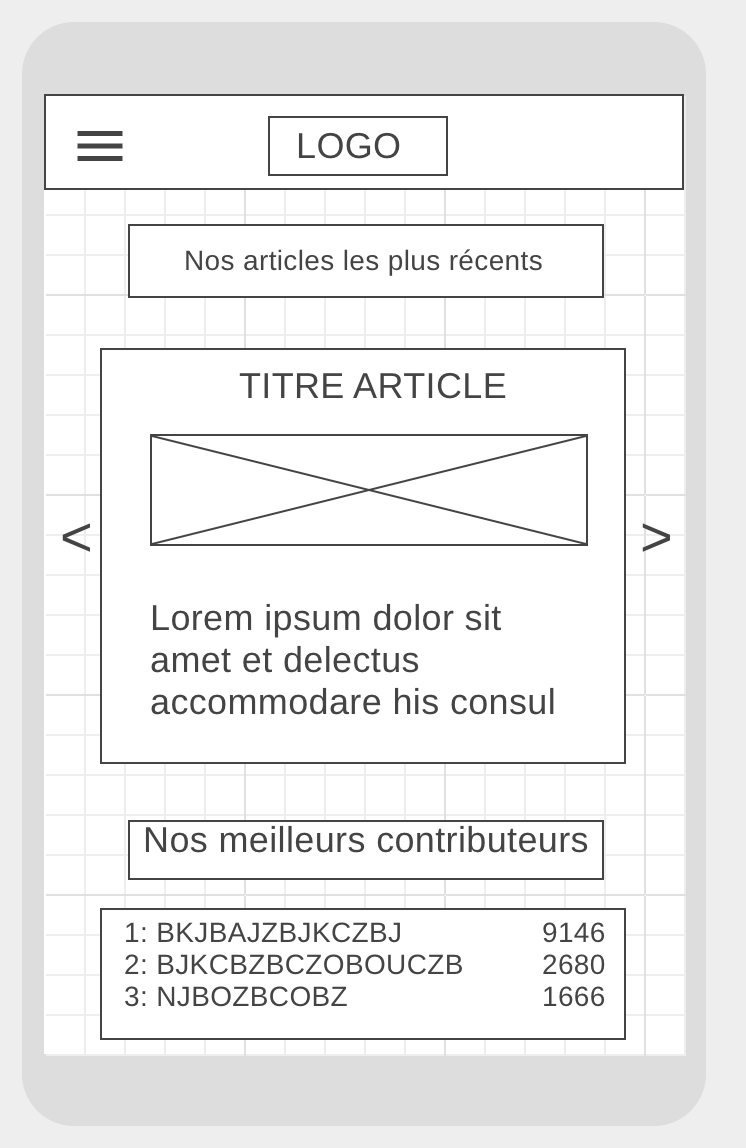 LOGO
Nos articles les plus récents
TITRE ARTICLE
<
>
Lorem ipsum dolor sit
amet et delectus
accommodare his consul
Nos meilleurs contributeurs
1: BKJBAJZBJKCZBJ 9146
2: BJKCBZBCZOBOUCZB 2680
3: NJBOZBCOBZ 1666